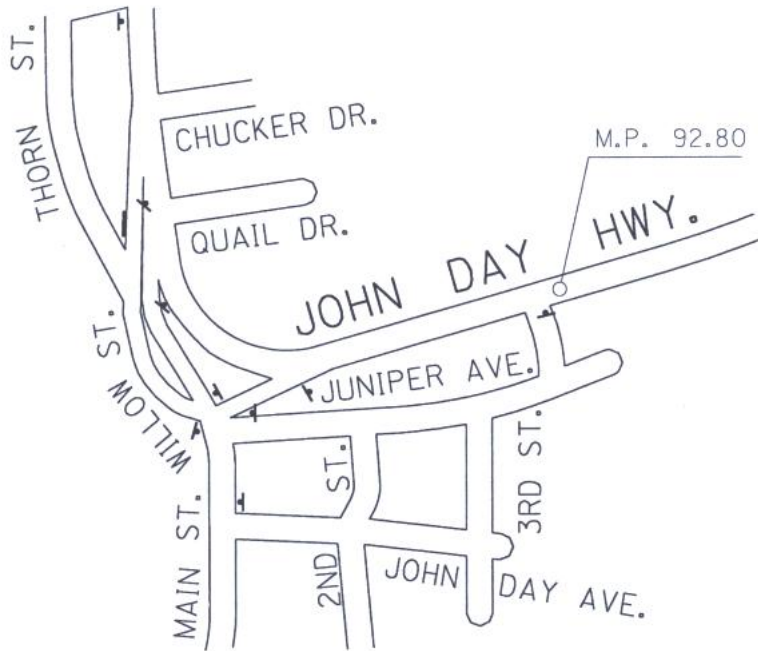 THORN ST.
CHUCKER DR.
M.P. 92.80
QUAIL DR.
JOHN DAY HWY.
WILLOW ST.
JUNIPER AVE.
MAIN ST.
2ND ST.
3RD ST.
JOHN DAY AVE.